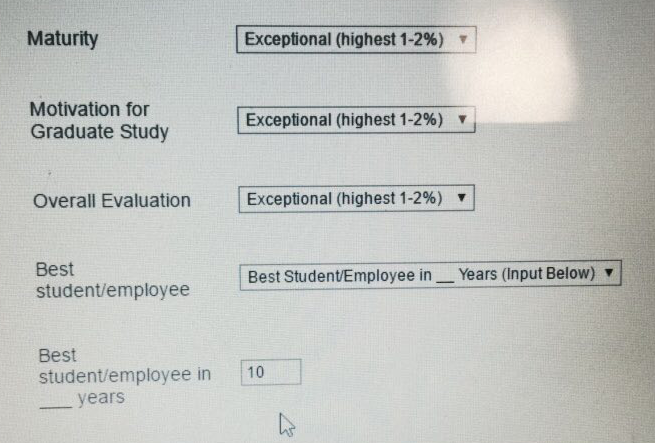 Maturity Exceptional (highest 1-2%) ▼
Motivation for
Graduate Study Exceptional (highest 1-2%) ▼
Overall Evaluation Exceptional (highest 1-2%) ▼
Best
student/employee Best Student/Employee in __ Years (Input Below) ▼
Best
student/employee in 10
___ years